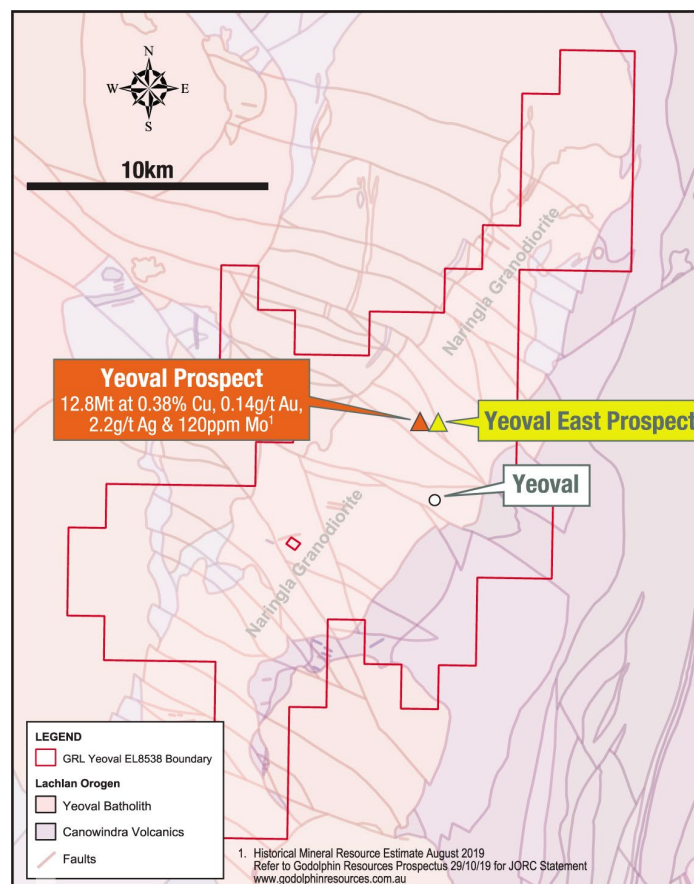 N
W E
S
10km
Naringla Granodiorite
Yeoval Prospect
12.8Mt at 0.38% Cu, 0.14g/t Au,
2.2g/t Ag & 120ppm Mo1
Yeoval East Prospect
Yeoval
Naringla Granodiorite
LEGEND
GRL Yeoval EL8538 Boundary
Lachlan Orogen
Yeoval Batholith
Canowindra Volcanics
Faults
1. Historical Mineral Resource Estimate August 2019
Refer to Godolphin Resources Prospectus 29/10/19 for JORC Statement
www.godolphinresources.com.au